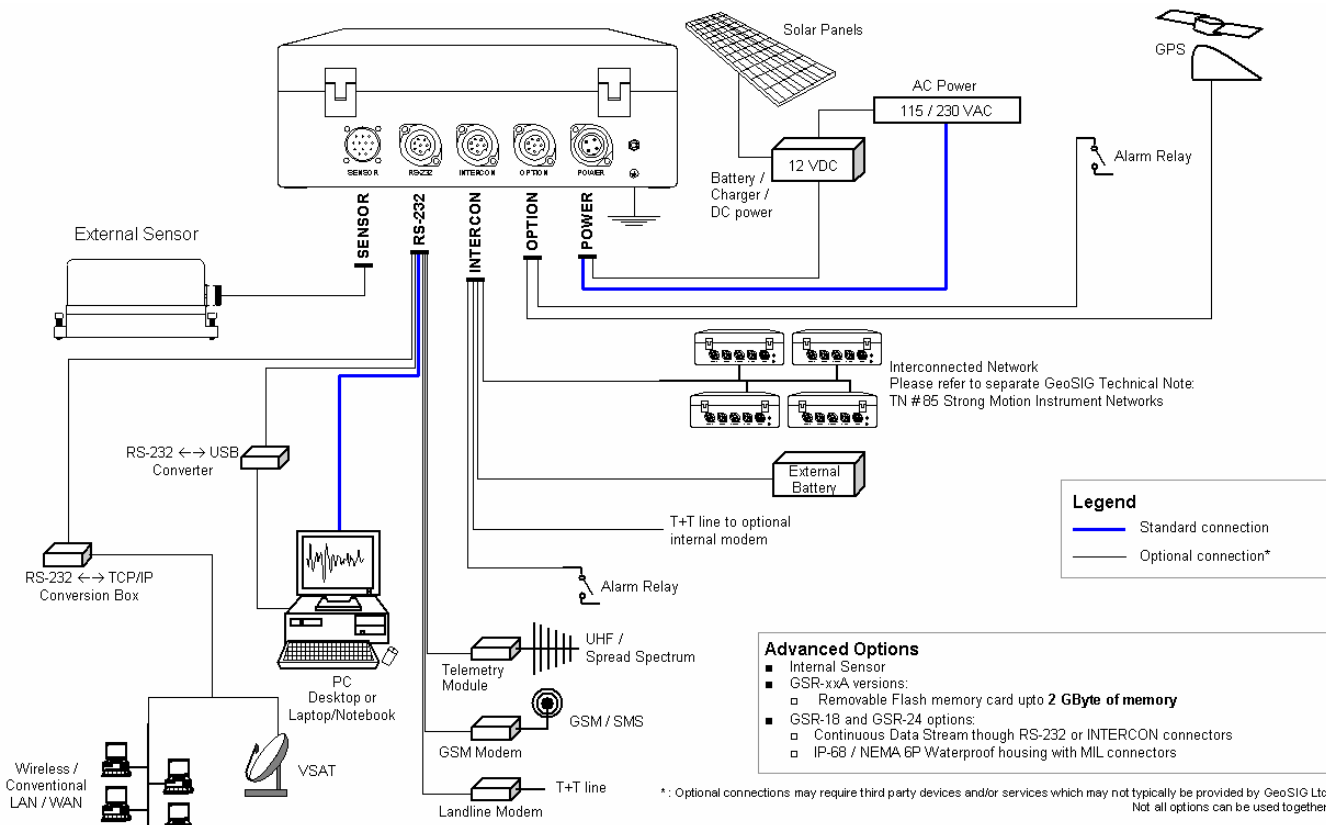 Solar Panels
GPS
AC Power
115 / 230 VAC
Alarm Relay
12 VDC
Battery /
Charger /
DC power
SENSOR
RS-232
INTERCON
OPTION
POWER
SENSOR
RS-232
INTERCON
OPTION
POWER
External Sensor
Interconnected Network
Please refer to separate GeoSIG Technical Note:
TN # 85 Strong Motion Instrument Networks
RS-232 ←→ USB
Converter
External
Battery
T+T line to optional
internal modem
Alarm Relay
RS-232 ←→ TCP/IP
Conversion Box
PC
Desktop or
Laptop/Notebook
UHF /
Spread Spectrum
Telemetry
Module
GSM / SMS
GSM Modem
T+T line
Landline Modem
VSAT
Wireless /
Conventional
LAN / WAN
Legend
Standard connection
Optional connection*
Advanced Options
■ Internal Sensor
■ GSR-xxA versions:
□ Removable Flash memory card upto 2 GByte of memory
■ GSR-18 and GSR-24 options:
□ Continuous Data Stream though RS-232 or INTERCON connectors
□ IP-68 / NEMA 6P Waterproof housing with MIL connectors
* : Optional connections may require third party devices and/or services which may not typically be provided by GeoSIG Ltd
Not all options can be used together